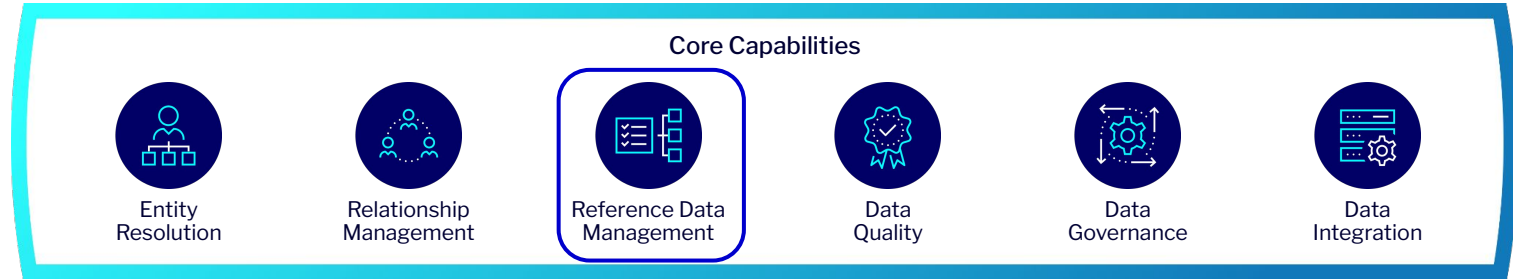 Core Capabilities
Entity
Resolution
Relationship
Management
Reference Data
Management
Data
Quality
Data
Governance
Data
Integration